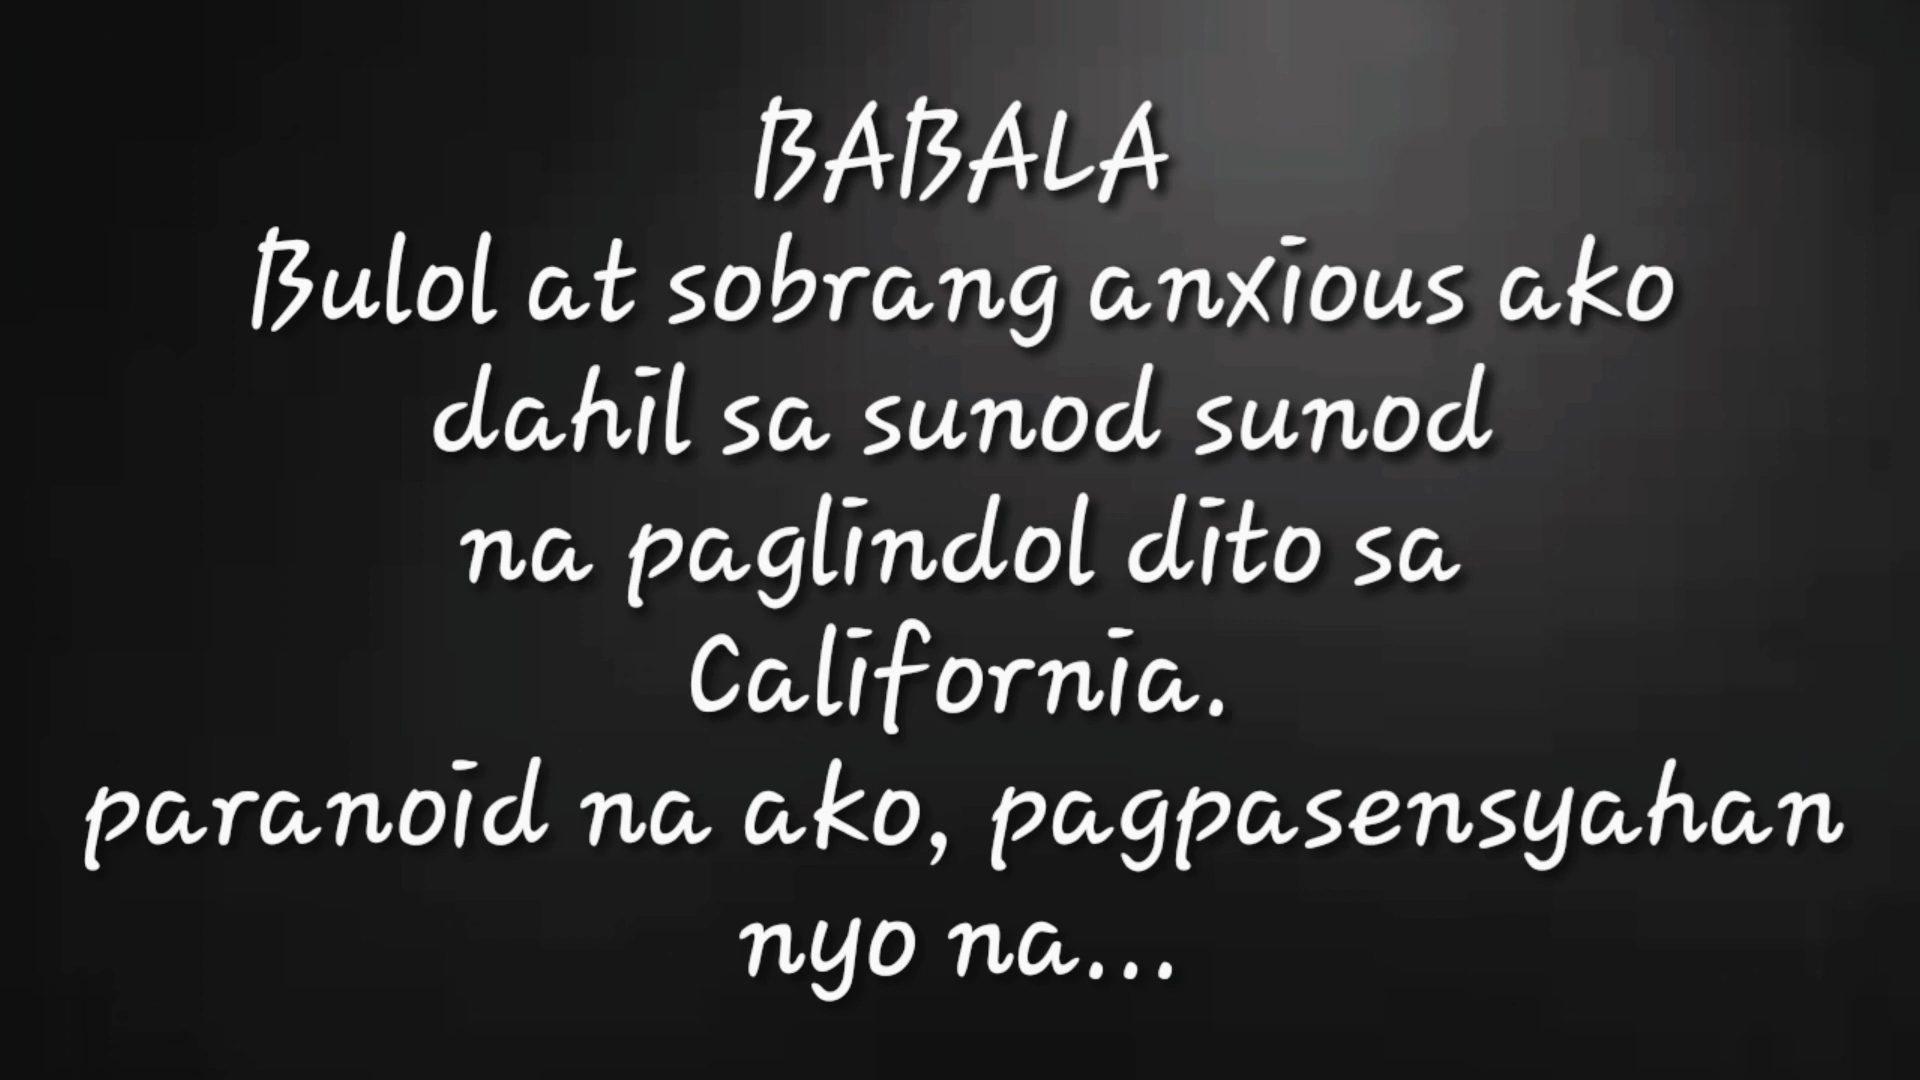 BABALA
Bulol at sobrang anxious ako
dahil sa sunod sunod
na paglindol dito sa
California.
paranoid na ako, pagpasensyahan
nyo na...